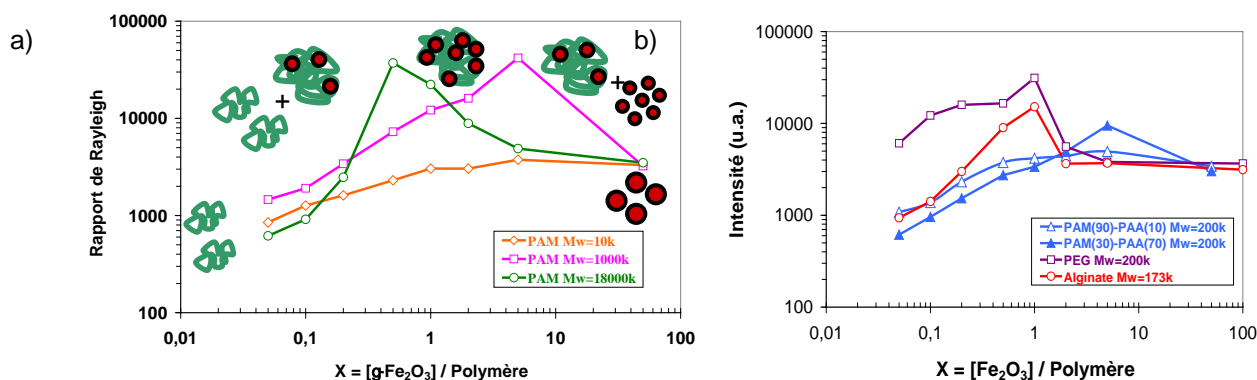 a)
100000
10000
1000
100
Rapport de Rayleigh
+
+
PAM Mw=10k
PAM Mw=1000k
PAM Mw=18000k
0,01 0,1 1 10 100
X = [g-Fe2O3] / Polymère
b)
100000
10000
1000
100
Intensité (u.a.)
PAM(90)-PAA(10) Mw=200k
PAM(30)-PAA(70) Mw=200k
PEG Mw=200k
Alginate Mw=173k
0,01 0,1 1 10 100
X = [Fe2O3] / Polymère